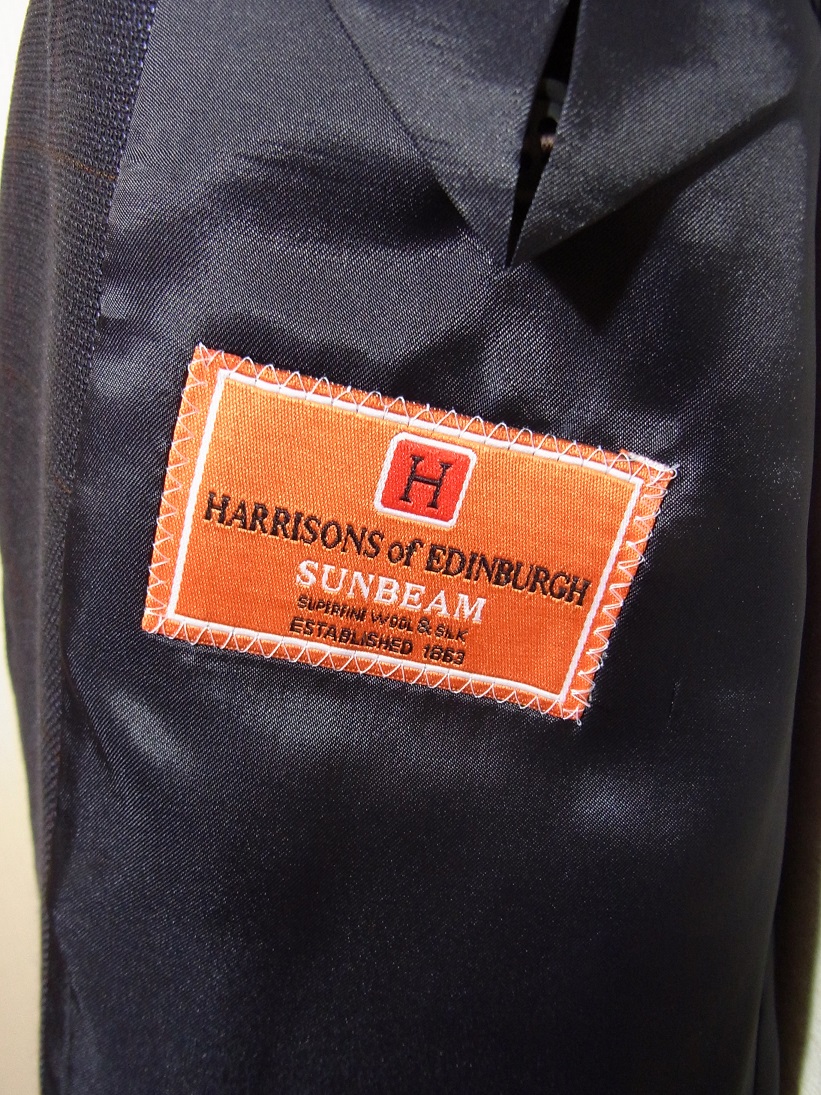 H
HARRISONS of EDINBURGH
SUNBEAM
SUPERFINE WOOL & SILK
ESTABLISHED 1863